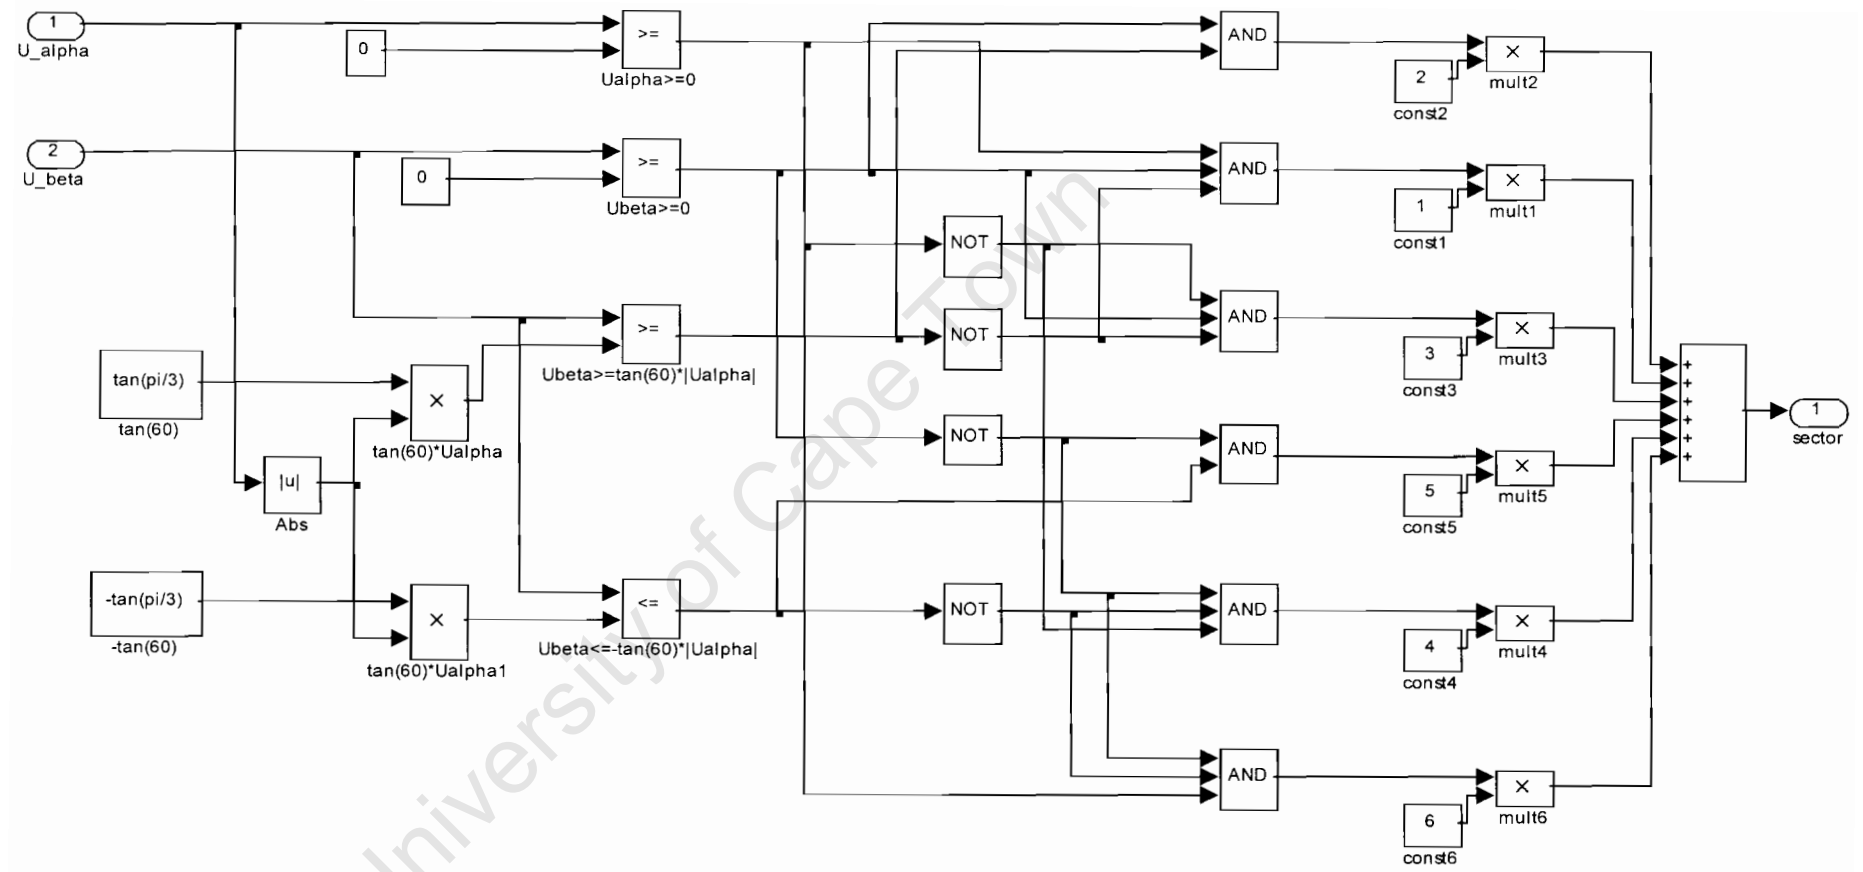 1
U_alpha
0
>=
Ualpha>=0
AND
2
const2
×
mult2
2
U_beta
0
>=
Ubeta>=0
AND
1
const1
×
mult1
NOT
>=
Ubeta>=tan(60)*|Ualpha|
NOT
AND
3
const3
×
mult3
tan(pi/3)
tan(60)
×
tan(60)*Ualpha
NOT
AND
5
const5
×
mult5
+
+
+
+
+
+
1
sector
|u|
Abs
-tan(pi/3)
-tan(60)
×
tan(60)*Ualpha1
<=
Ubeta<=-tan(60)*|Ualpha|
NOT
AND
4
const4
×
mult4
AND
6
const6
×
mult6
University of Cape Town